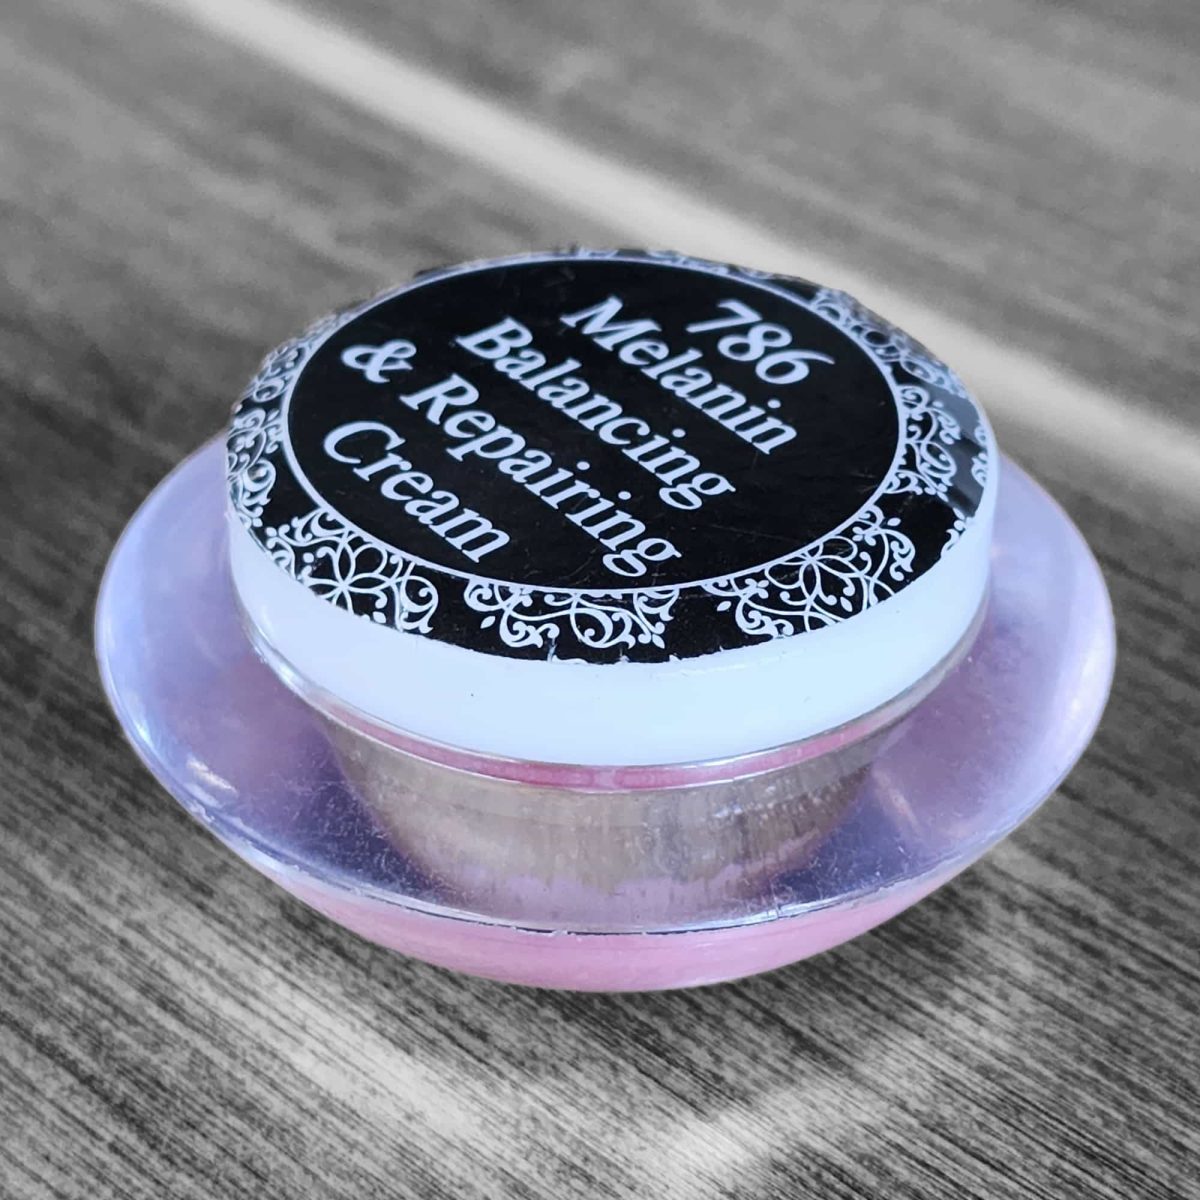 786
Melanin
Balancing
& Repairing
Cream